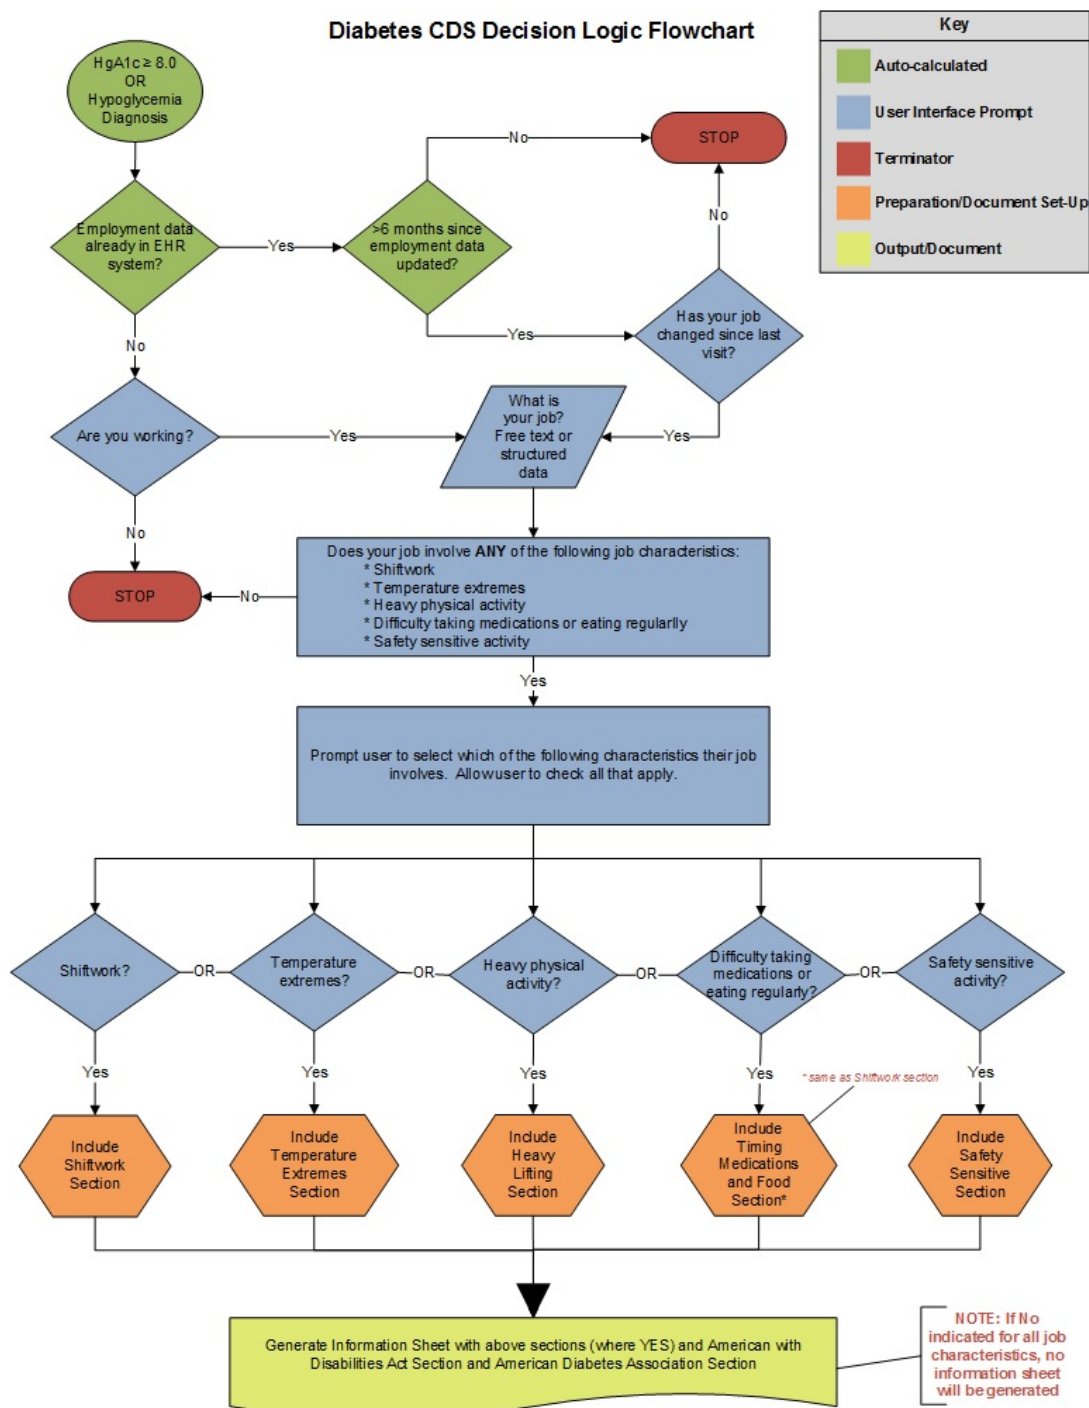 Diabetes CDS Decision Logic Flowchart
Key
Auto-calculated
User Interface Prompt
Terminator
Preparation/Document Set-Up
Output/Document
HgA1c ≥ 8.0
OR
Hypoglycemia
Diagnosis
No
STOP
Employment data
already in EHR
system?
Yes
>6 months since
employment data
updated?
No
Yes
Has your job
changed since last
visit?
No
Are you working?
Yes
What is
your job?
Free text or
structured
data
Yes
No
STOP
No
Does your job involve ANY of the following job characteristics:
* Shiftwork
* Temperature extremes
* Heavy physical activity
* Difficulty taking medications or eating regularlly
* Safety sensitive activity
Yes
Prompt user to select which of the following characteristics their job
involves. Allow user to check all that apply.
Shiftwork?
OR
Temperature
extremes?
OR
Heavy physical
activity?
OR
Difficulty taking
medications or
eating regularly?
OR
Safety sensitive
activity?
Yes
Yes
Yes
Yes
* same as Shiftwork section
Yes
Include
Shiftwork
Section
Include
Temperature
Extremes
Section
Include
Heavy
Lifting
Section
Include
Timing
Medications
and Food
Section*
Include
Safety
Sensitive
Section
Generate Information Sheet with above sections (where YES) and American with
Disabilities Act Section and American Diabetes Association Section
NOTE: If No
indicated for all job
characteristics, no
information sheet
will be generated